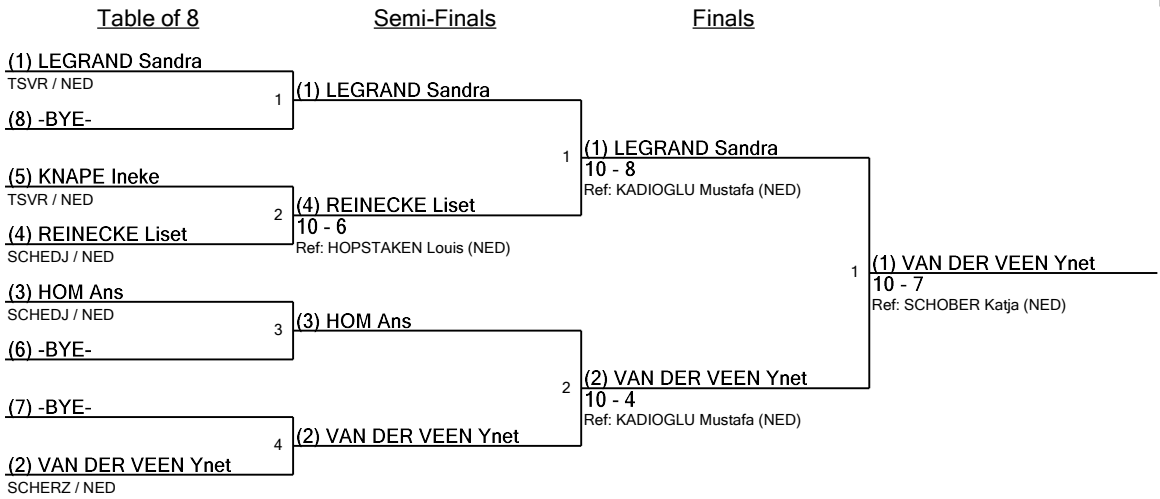 Table of 8 Semi-Finals Finals
(1) LEGRAND Sandra
TSVR / NED
1 (1) LEGRAND Sandra
(8) -BYE-
1 (1) LEGRAND Sandra
10 - 8
(5) KNAPE Ineke
Ref: KADIOGLU Mustafa (NED)
TSVR / NED
2 (4) REINECKE Liset
10 - 6
(4) REINECKE Liset
Ref: HOPSTAKEN Louis (NED)
SCHEDJ / NED
1 (1) VAN DER VEEN Ynet
10 - 7
(3) HOM Ans
Ref: SCHOBER Katja (NED)
SCHEDJ / NED
3 (3) HOM Ans
(6) -BYE-
2 (2) VAN DER VEEN Ynet
10 - 4
(7) -BYE-
Ref: KADIOGLU Mustafa (NED)
4 (2) VAN DER VEEN Ynet
(2) VAN DER VEEN Ynet
SCHERZ / NED